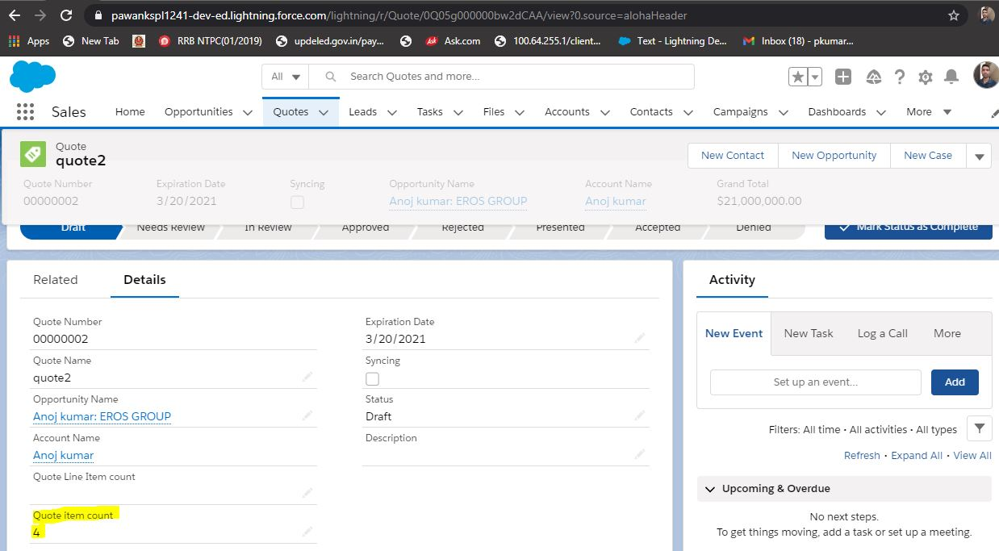 pawankspl1241-dev-ed.lightning.force.com/lightning/r/Quote/0Q05g000000bw2dCAA/view?0.source=alohaHeader
Apps New Tab RRB NTPC(01/2019) updeled.gov.in/pay... Ask Ask.com 100.64.255.1/client... Text - Lightning De... Inbox (18) - pkumar...
All Search Quotes and more...
Sales Home Opportunities Quotes Leads Tasks Files Accounts Contacts Campaigns Dashboards More
Quote
quote2
New Contact New Opportunity New Case
Quote Number Expiration Date Syncing Opportunity Name Account Name Grand Total
00000002 3/20/2021 Anoj kumar: EROS GROUP Anoj kumar $21,000,000.00
Draft Needs Review In Review Approved Rejected Presented Accepted Denied Mark Status as Complete
Related Details
Quote Number
00000002
Quote Name
quote2
Opportunity Name
Anoj kumar: EROS GROUP
Account Name
Anoj kumar
Quote Line Item count
Quote item count
4
Expiration Date
3/20/2021
Syncing
Status
Draft
Description
Activity
New Event New Task Log a Call More
Set up an event... Add
Filters: All time • All activities • All types
Refresh • Expand All • View All
Upcoming & Overdue
No next steps.
To get things moving, add a task or set up a meeting.